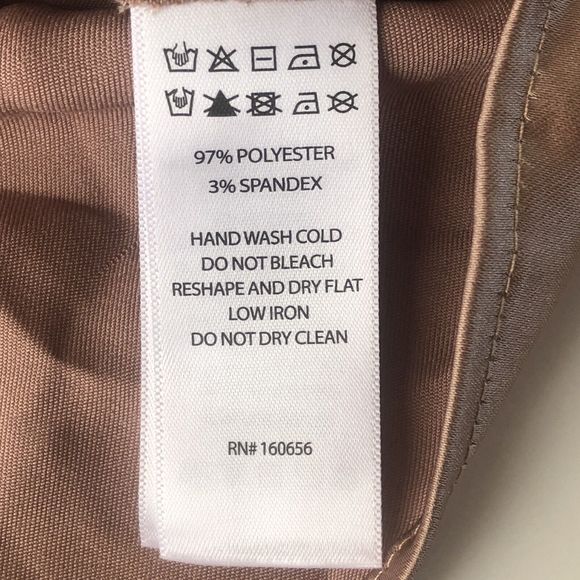 97% POLYESTER
3% SPANDEX
HAND WASH COLD
DO NOT BLEACH
RESHAPE AND DRY FLAT
LOW IRON
DO NOT DRY CLEAN
RN# 160656